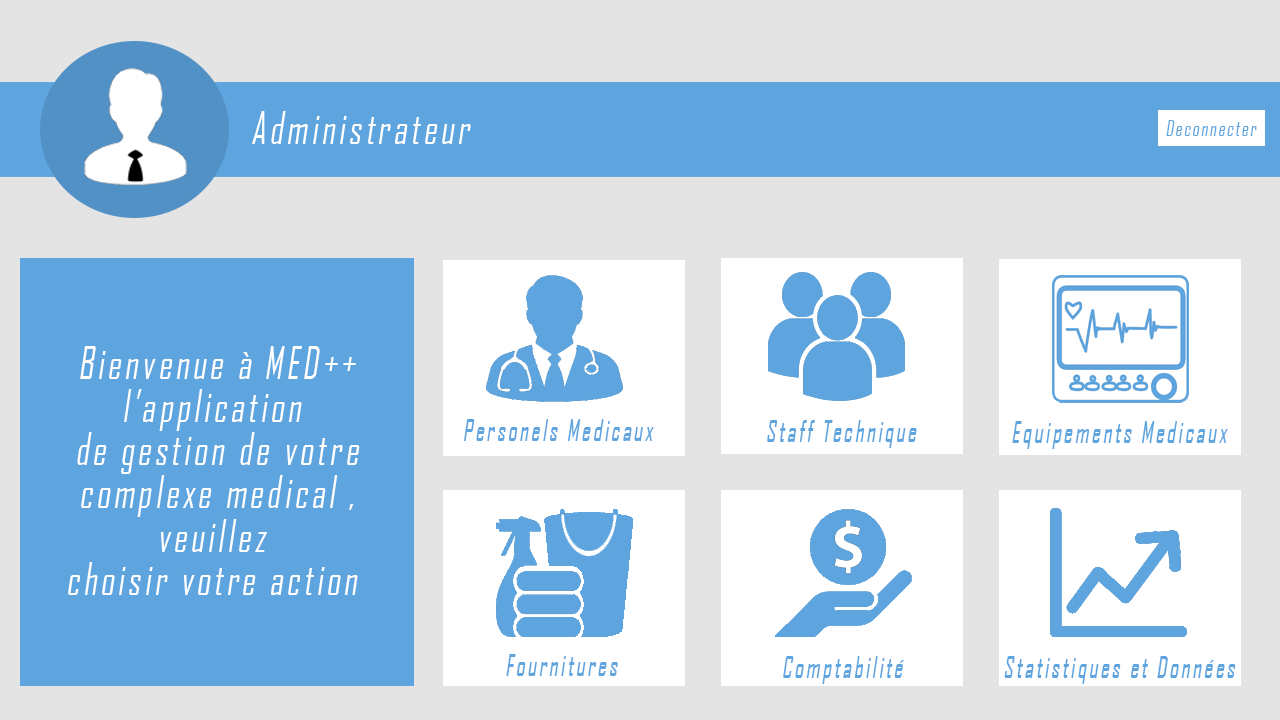 Administrateur
Deconnecter
Bienvenue à MED++
l'application
de gestion de votre
complexe medical ,
veuillez
choisir votre action
Personels Medicaux
Staff Technique
Equipements Medicaux
$
Fournitures
Comptabilité
Statistiques et Données